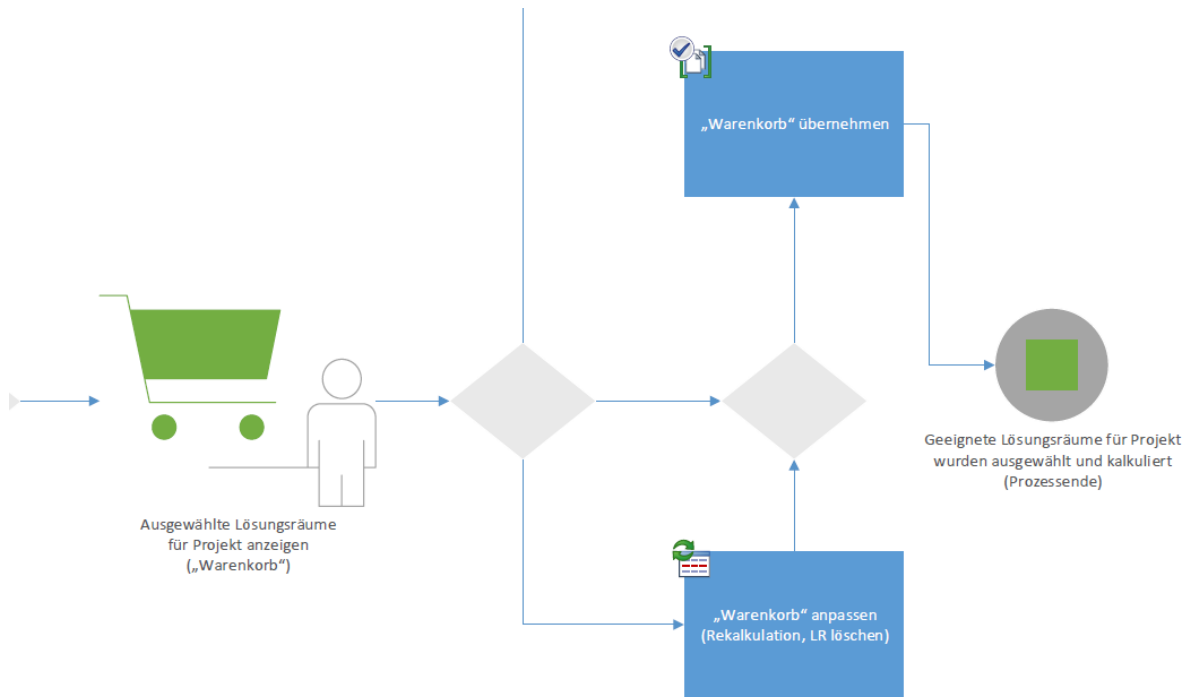 „Warenkorb“ übernehmen
Ausgewählte Lösungsräume
für Projekt anzeigen
(„Warenkorb“)
Geeignete Lösungsräume für Projekt
wurden ausgewählt und kalkuliert
(Prozessende)
„Warenkorb“ anpassen
(Rekalkulation, LR löschen)